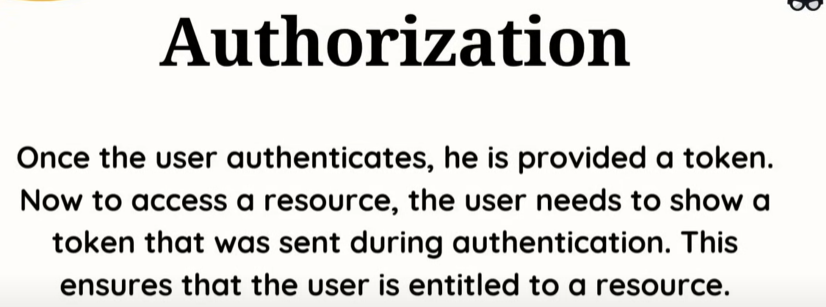 Authorization
Once the user authenticates, he is provided a token.
Now to access a resource, the user needs to show a
token that was sent during authentication. This
ensures that the user is entitled to a resource.